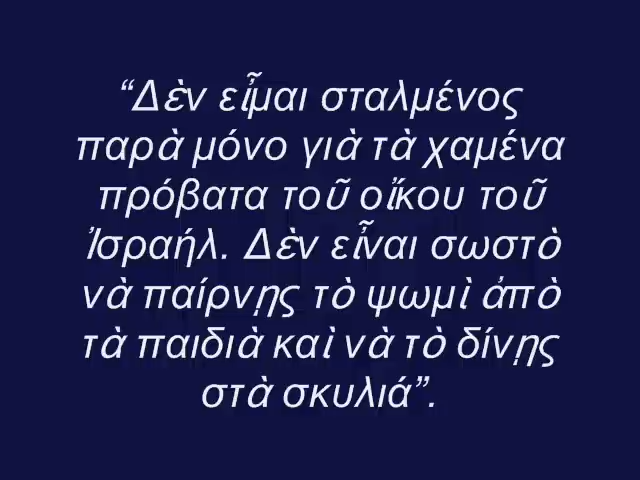 “Δὲν εἶμαι σταλμένος
παρὰ μόνο γιὰ τὰ χαμένα
πρόβατα τοῦ οἴκου τοῦ
Ἰσραήλ. Δὲν εἶναι σωστὸ
νὰ παίρνῃς τὸ ψωμὶ ἀπὸ
τὰ παιδιὰ καὶ νὰ τὸ δίνῃς
στὰ σκυλιά”.